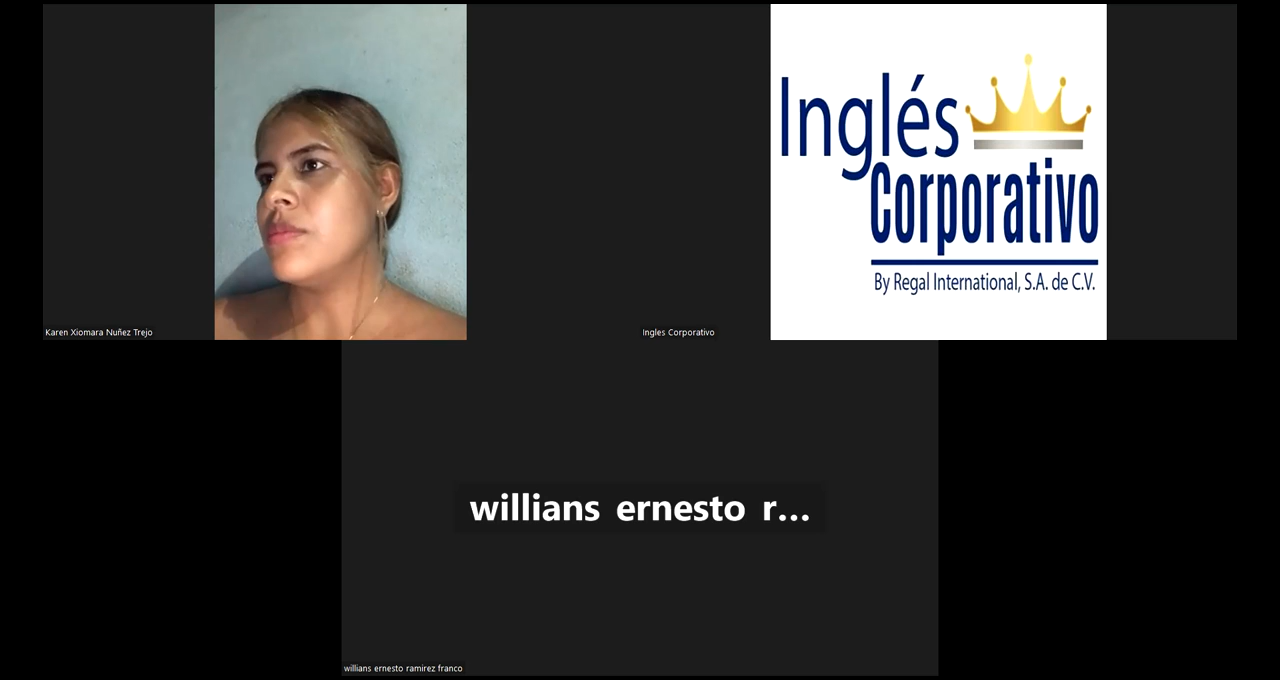 Karen Xiomara Nuñez Trejo
Inglés
Corporativo
By Regal International, S.A. de C.V.
Ingles Corporativo
willians ernesto r...
willians ernesto ramirez franco